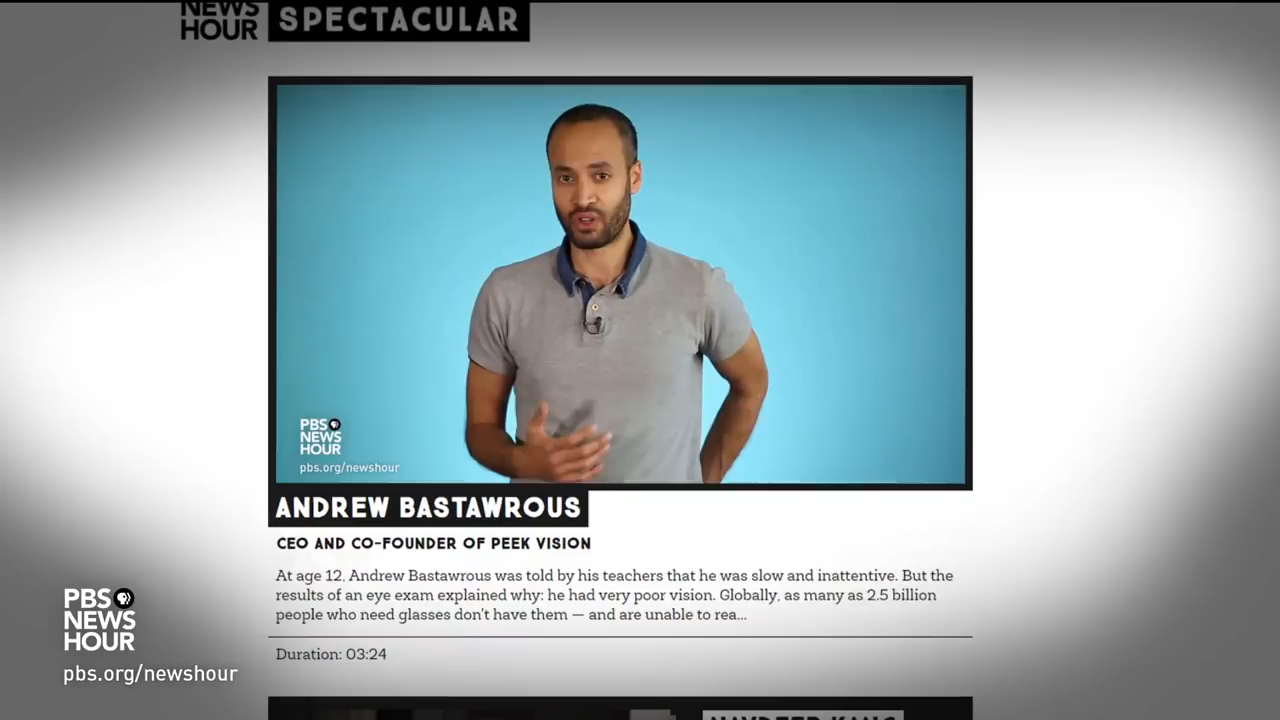 NEWS
HOUR
SPECTACULAR
PBS
NEWS
HOUR
pbs.org/newshour
ANDREW BASTAWROUS
CEO AND CO-FOUNDER OF PEEK VISION
At age 12, Andrew Bastawrous was told by his teachers that he was slow and inattentive. But the
results of an eye exam explained why: he had very poor vision. Globally, as many as 2.5 billion
people who need glasses don't have them — and are unable to rea...
Duration: 03:24
PBS
NEWS
HOUR
pbs.org/newshour